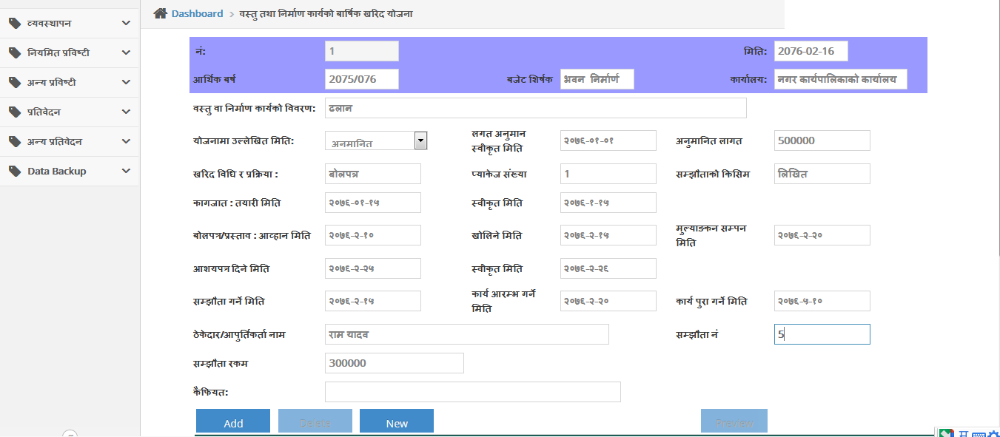 Dashboard > वस्तु तथा निर्माण कार्यको बार्षिक खरिद योजना
व्यवस्थापन
नियमित प्रविष्टी
अन्य प्रविष्टी
प्रतिवेदन
अन्य प्रतिवेदन
Data Backup
नं: 1 मिति: 2076-02-16
आर्थिक बर्ष 2075/076 बजेट शिर्षक भवन निर्मार्ण कार्यालय: नगर कार्यपालिकाको कार्यालय
वस्तु वा निर्माण कार्यको विवरण: ढलान
योजनामा उल्लेखित मिति: अनमानित लगत अनुमान स्वीकृत मिति २०७६-०१-०१ अनुमानित लागत 500000
खरिद विधि र प्रक्रिया : बोलपत्र प्याकेज संख्या 1 सम्झौताको किसिम लिखित
कागजात : तयारी मिति २०७६-०१-१५ स्वीकृत मिति २०७६-१-१५
बोलपत्र/प्रस्ताव : आव्हान मिति २०७६-२-१० खोलिने मिति २०७६-२-१५ मुल्याङकन सम्पन मिति २०७६-२-२०
आशयपत्र दिने मिति २०७६-२-२५ स्वीकृत मिति २०७६-२-२६
सम्झौता गर्ने मिति २०७६-२-१५ कार्य आरम्भ गर्ने मिति २०७६-२-२० कार्य पुरा गर्ने मिति २०७६-५-१०
ठेकेदार/आपुर्तिकर्ता नाम राम यादव सम्झौता नं 5
सम्झौता रकम 300000
कैफियत:
Add Delete New Preview